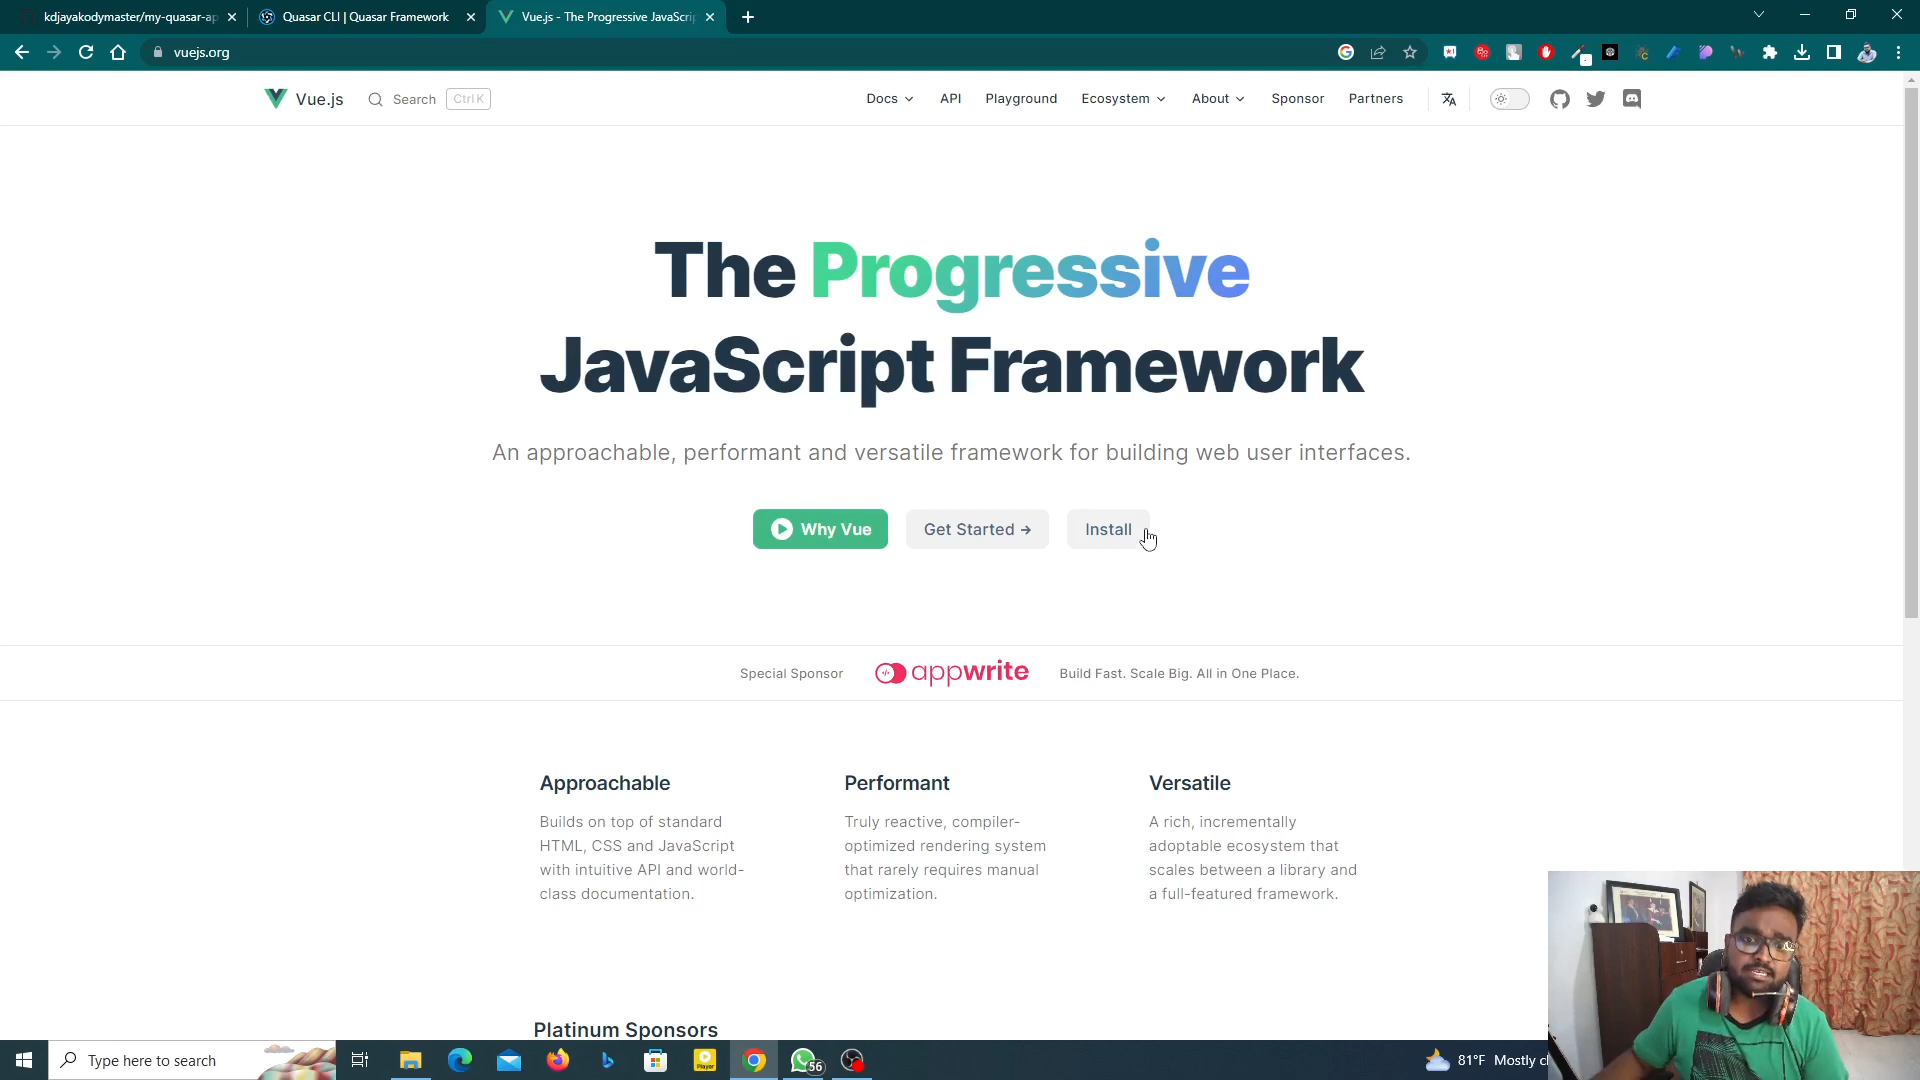 kdjayakodymaster/my-quasar-ap
Quasar CLI | Quasar Framework
Vue.js - The Progressive JavaScri
vuejs.org
Vue.js
Search
Ctrl K
Docs
API
Playground
Ecosystem
About
Sponsor
Partners
The Progressive
JavaScript Framework
An approachable, performant and versatile framework for building web user interfaces.
Why Vue
Get Started →
Install
Special Sponsor
appwrite
Build Fast. Scale Big. All in One Place.
Approachable
Builds on top of standard
HTML, CSS and JavaScript
with intuitive API and world-
class documentation.
Performant
Truly reactive, compiler-
optimized rendering system
that rarely requires manual
optimization.
Versatile
A rich, incrementally
adoptable ecosystem that
scales between a library and
a full-featured framework.
Platinum Sponsors
Type here to search
Player
56
81°F Mostly cl